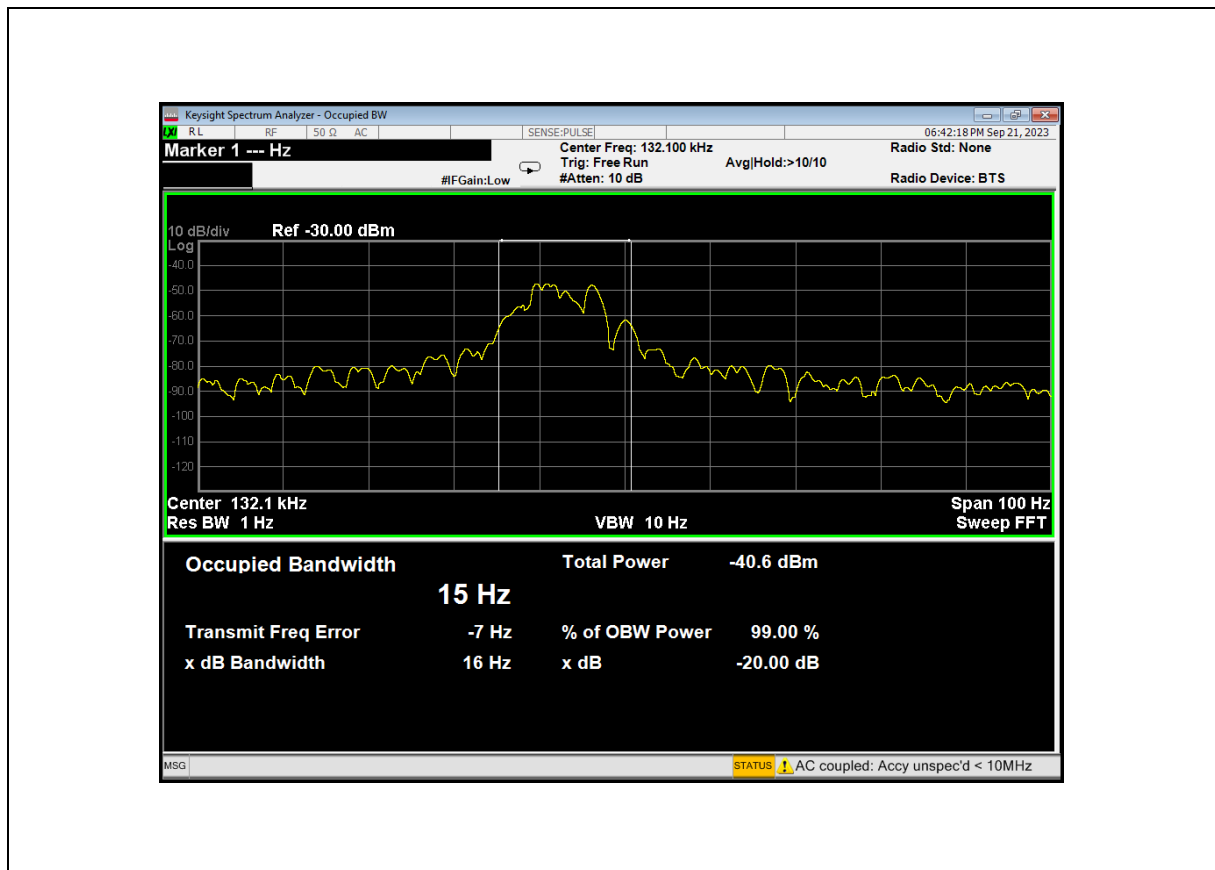 Keysight Spectrum Analyzer - Occupied BW
LXI RL RF 50 Ω AC SENSE:PULSE 06:42:18 PM Sep 21, 2023
Marker 1 --- Hz
Center Freq: 132.100 kHz
Radio Std: None
Trig: Free Run
Avg|Hold:>10/10
#IFGain:Low
#Atten: 10 dB
Radio Device: BTS
10 dB/div Ref -30.00 dBm
Log
-40.0
-50.0
-60.0
-70.0
-80.0
-90.0
-100
-110
-120
Center 132.1 kHz Span 100 Hz
Res BW 1 Hz VBW 10 Hz Sweep FFT
Occupied Bandwidth Total Power -40.6 dBm
15 Hz
Transmit Freq Error -7 Hz % of OBW Power 99.00 %
x dB Bandwidth 16 Hz x dB -20.00 dB
MSG STATUS AC coupled: Accy unspec'd < 10MHz